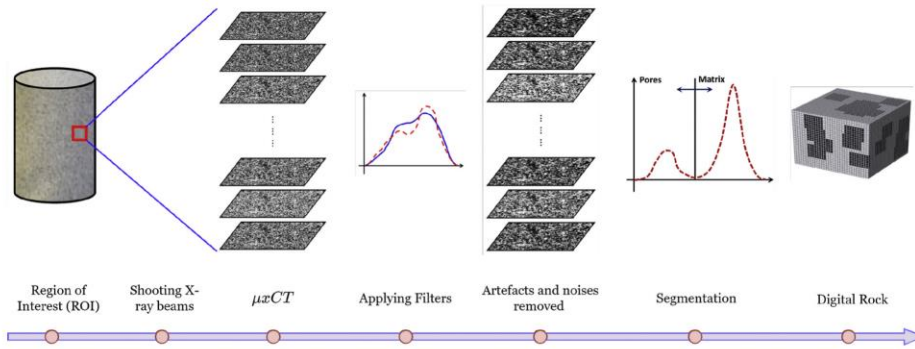 Pores
Matrix
Region of
Interest (ROI)
Shooting X-
ray beams
μxCT
Applying Filters
Artefacts and noises
removed
Segmentation
Digital Rock